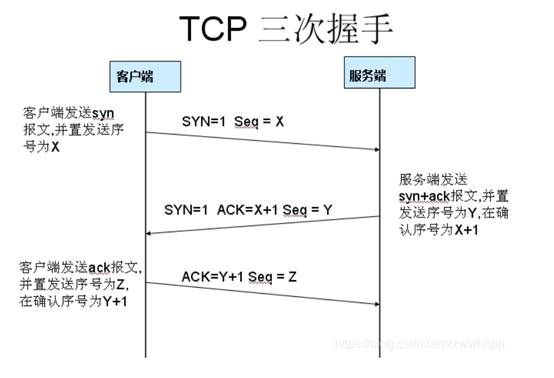 TCP 三次握手
客户端
服务端
客户端发送syn
报文,并置发送序
号为X
SYN=1 Seq = X
服务端发送
syn+ack报文,并置
发送序号为Y,在确
认序号为X+1
SYN=1 ACK=X+1 Seq = Y
客户端发送ack报文,
并置发送序号为Z,
在确认序号为Y+1
ACK=Y+1 Seq = Z
https://blog.csdn.net/zzwwhhpp